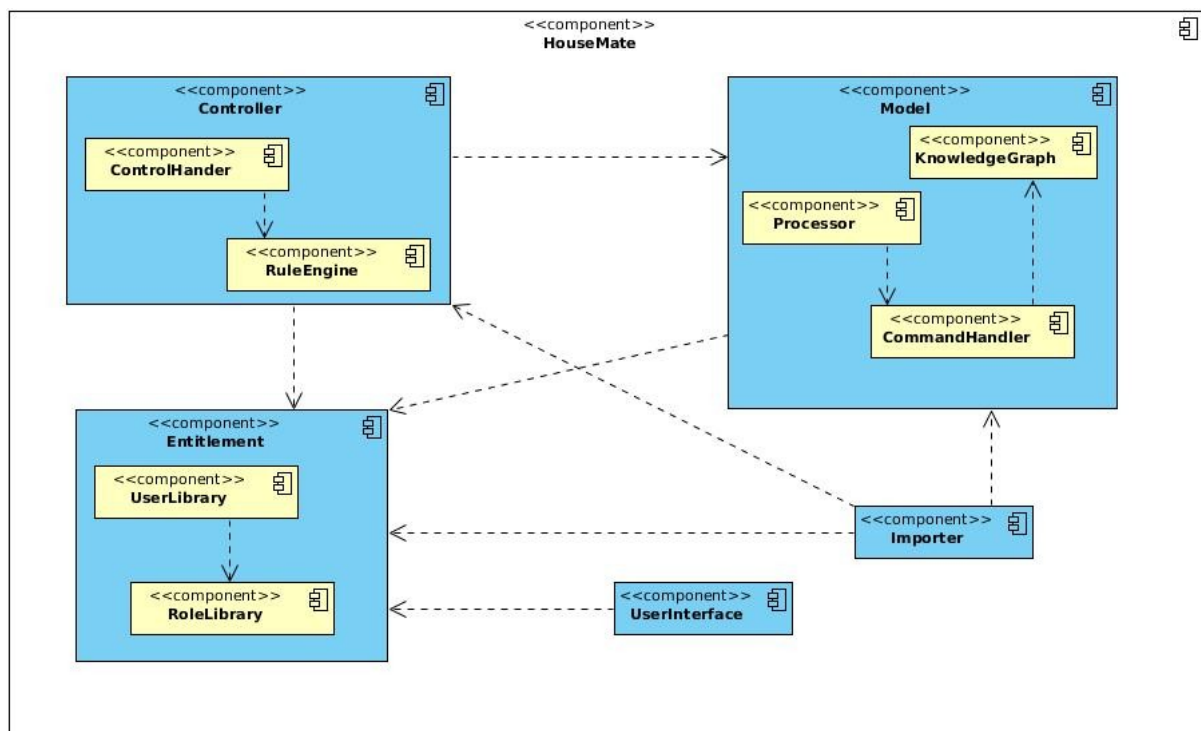 <<component>>
HouseMate
<<component>>
Controller
<<component>>
ControlHander
<<component>>
RuleEngine
<<component>>
Model
<<component>>
KnowledgeGraph
<<component>>
Processor
<<component>>
CommandHandler
<<component>>
Entitlement
<<component>>
UserLibrary
<<component>>
RoleLibrary
<<component>>
Importer
<<component>>
UserInterface